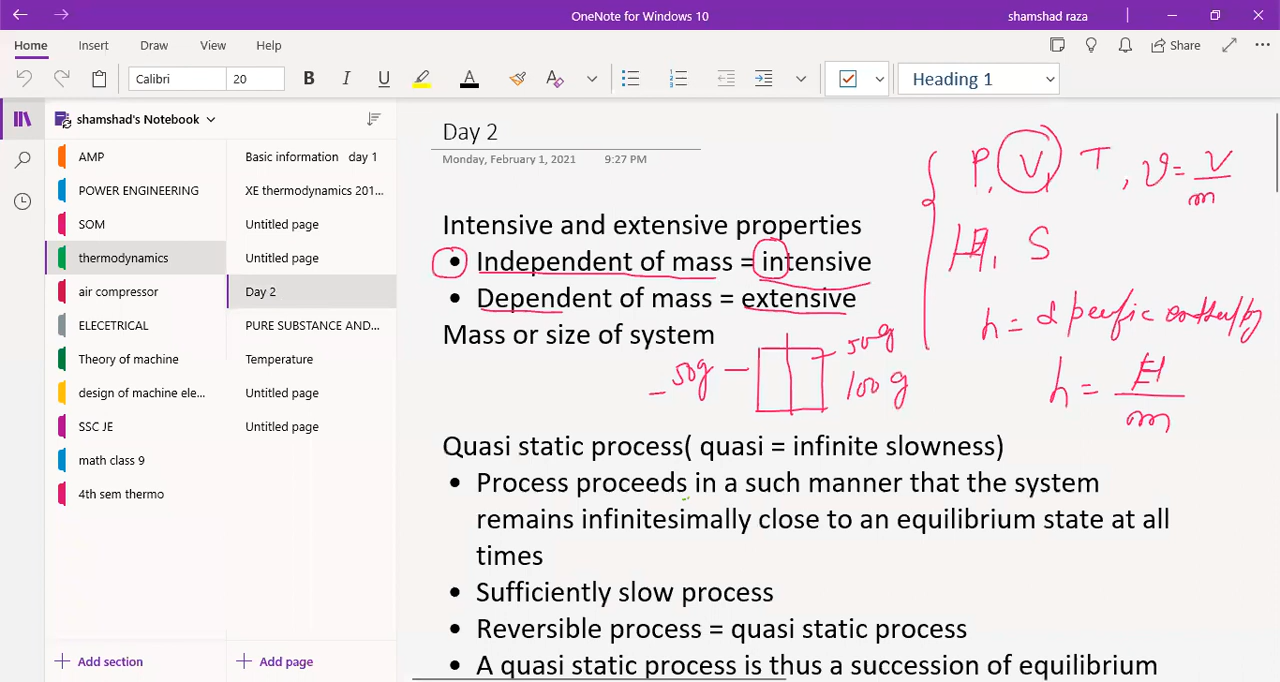 OneNote for Windows 10
shamshad raza
Home Insert Draw View Help
Share
Calibri 20 B I U A Heading 1
shamshad's Notebook
AMP
POWER ENGINEERING
SOM
thermodynamics
air compressor
ELECETRICAL
Theory of machine
design of machine ele...
SSC JE
math class 9
4th sem thermo
Add section
Basic information day 1
XE thermodynamics 201...
Untitled page
Untitled page
Day 2
PURE SUBSTANCE AND...
Temperature
Untitled page
Untitled page
Add page
Day 2
Monday, February 1, 2021 9:27 PM
Intensive and extensive properties
• Independent of mass = intensive
• Dependent of mass = extensive
Mass or size of system
50g
50g
100 g
P, V, T, v = V/m
H, S
h = specific enthalpy
h = H/m
Quasi static process( quasi = infinite slowness)
• Process proceeds in a such manner that the system
remains infinitesimally close to an equilibrium state at all
times
• Sufficiently slow process
• Reversible process = quasi static process
• A quasi static process is thus a succession of equilibrium